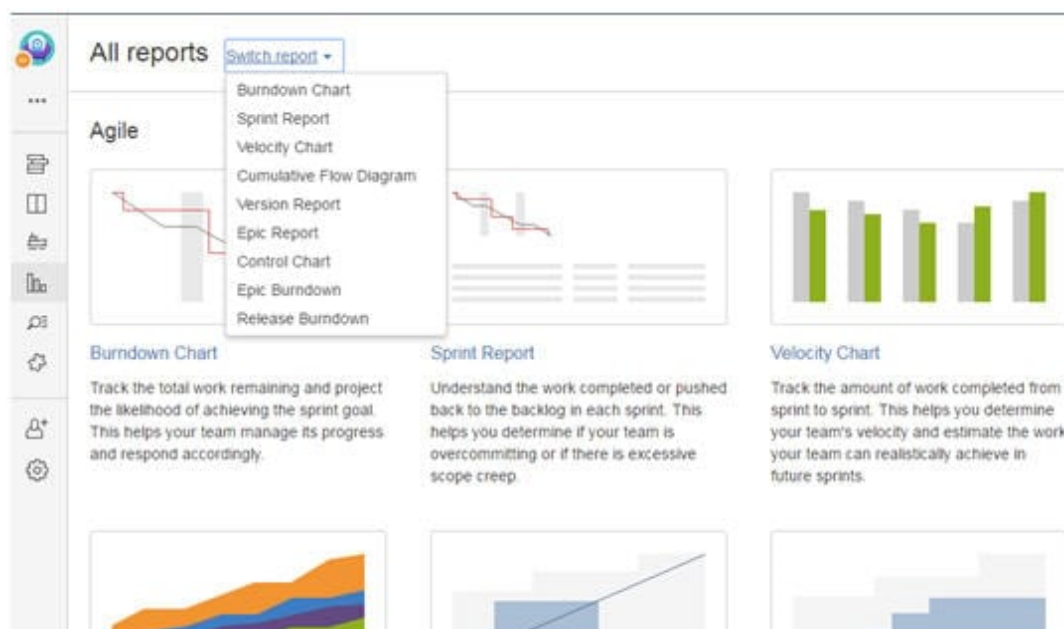 All reports Switch report
Burndown Chart
Sprint Report
Velocity Chart
Cumulative Flow Diagram
Version Report
Epic Report
Control Chart
Epic Burndown
Release Burndown
Agile
Burndown Chart
Track the total work remaining and project
the likelihood of achieving the sprint goal.
This helps your team manage its progress
and respond accordingly.
Sprint Report
Understand the work completed or pushed
back to the backlog in each sprint. This
helps you determine if your team is
overcommitting or if there is excessive
scope creep.
Velocity Chart
Track the amount of work completed from
sprint to sprint. This helps you determine
your team's velocity and estimate the work
your team can realistically achieve in
future sprints.